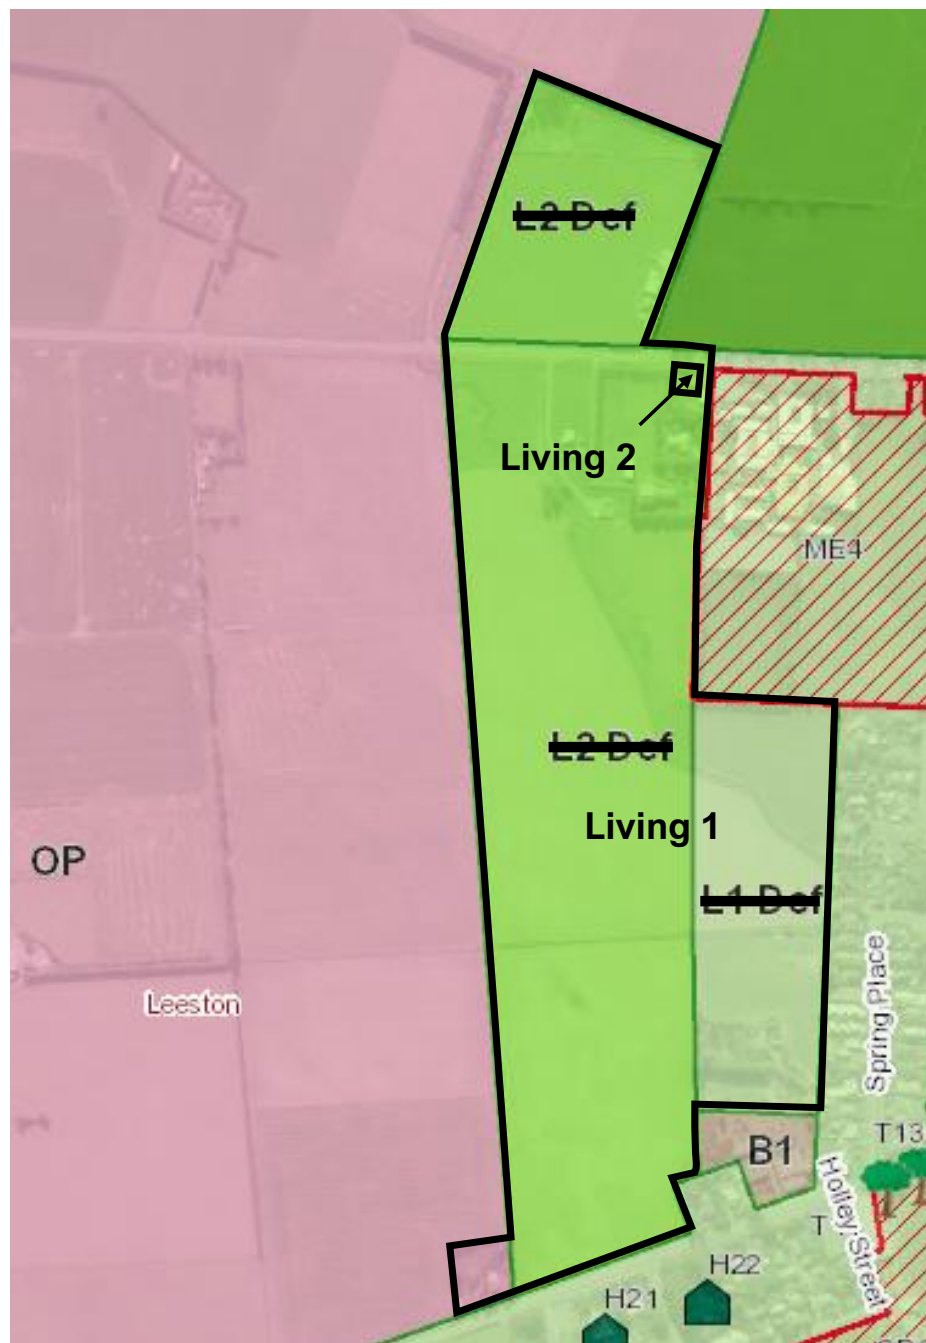 L2 Def
Living 2
ME4
L2 Def
Living 1
OP
L1 Def
Leeston
Spring Place
B1
T13
Holley Street
T
H22
H21